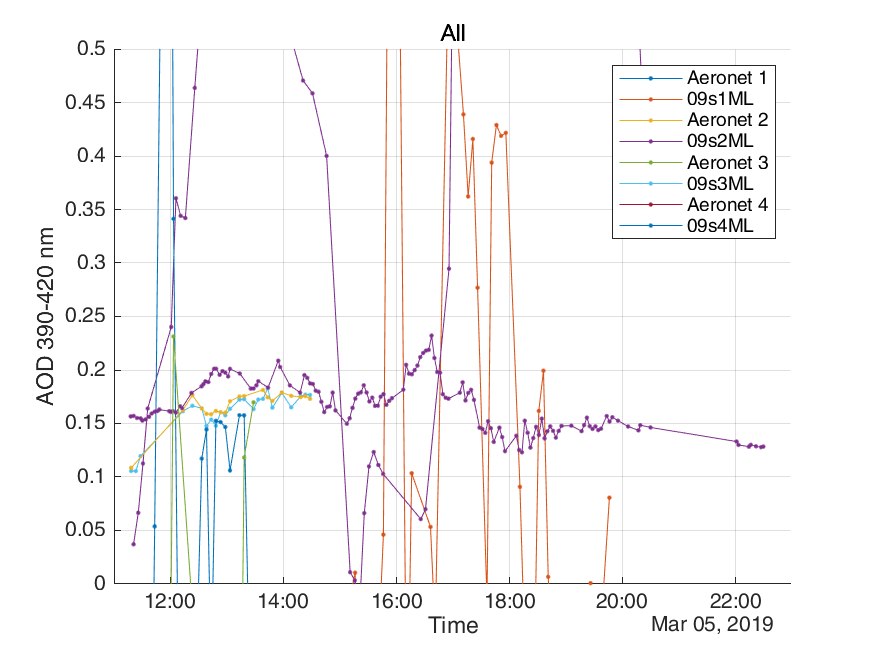 All
0.5
0.45
0.4
0.35
0.3
0.25
0.2
0.15
0.1
0.05
0
AOD 390-420 nm
Aeronet 1
09s1ML
Aeronet 2
09s2ML
Aeronet 3
09s3ML
Aeronet 4
09s4ML
12:00 14:00 16:00 18:00 20:00 22:00
Time
Mar 05, 2019